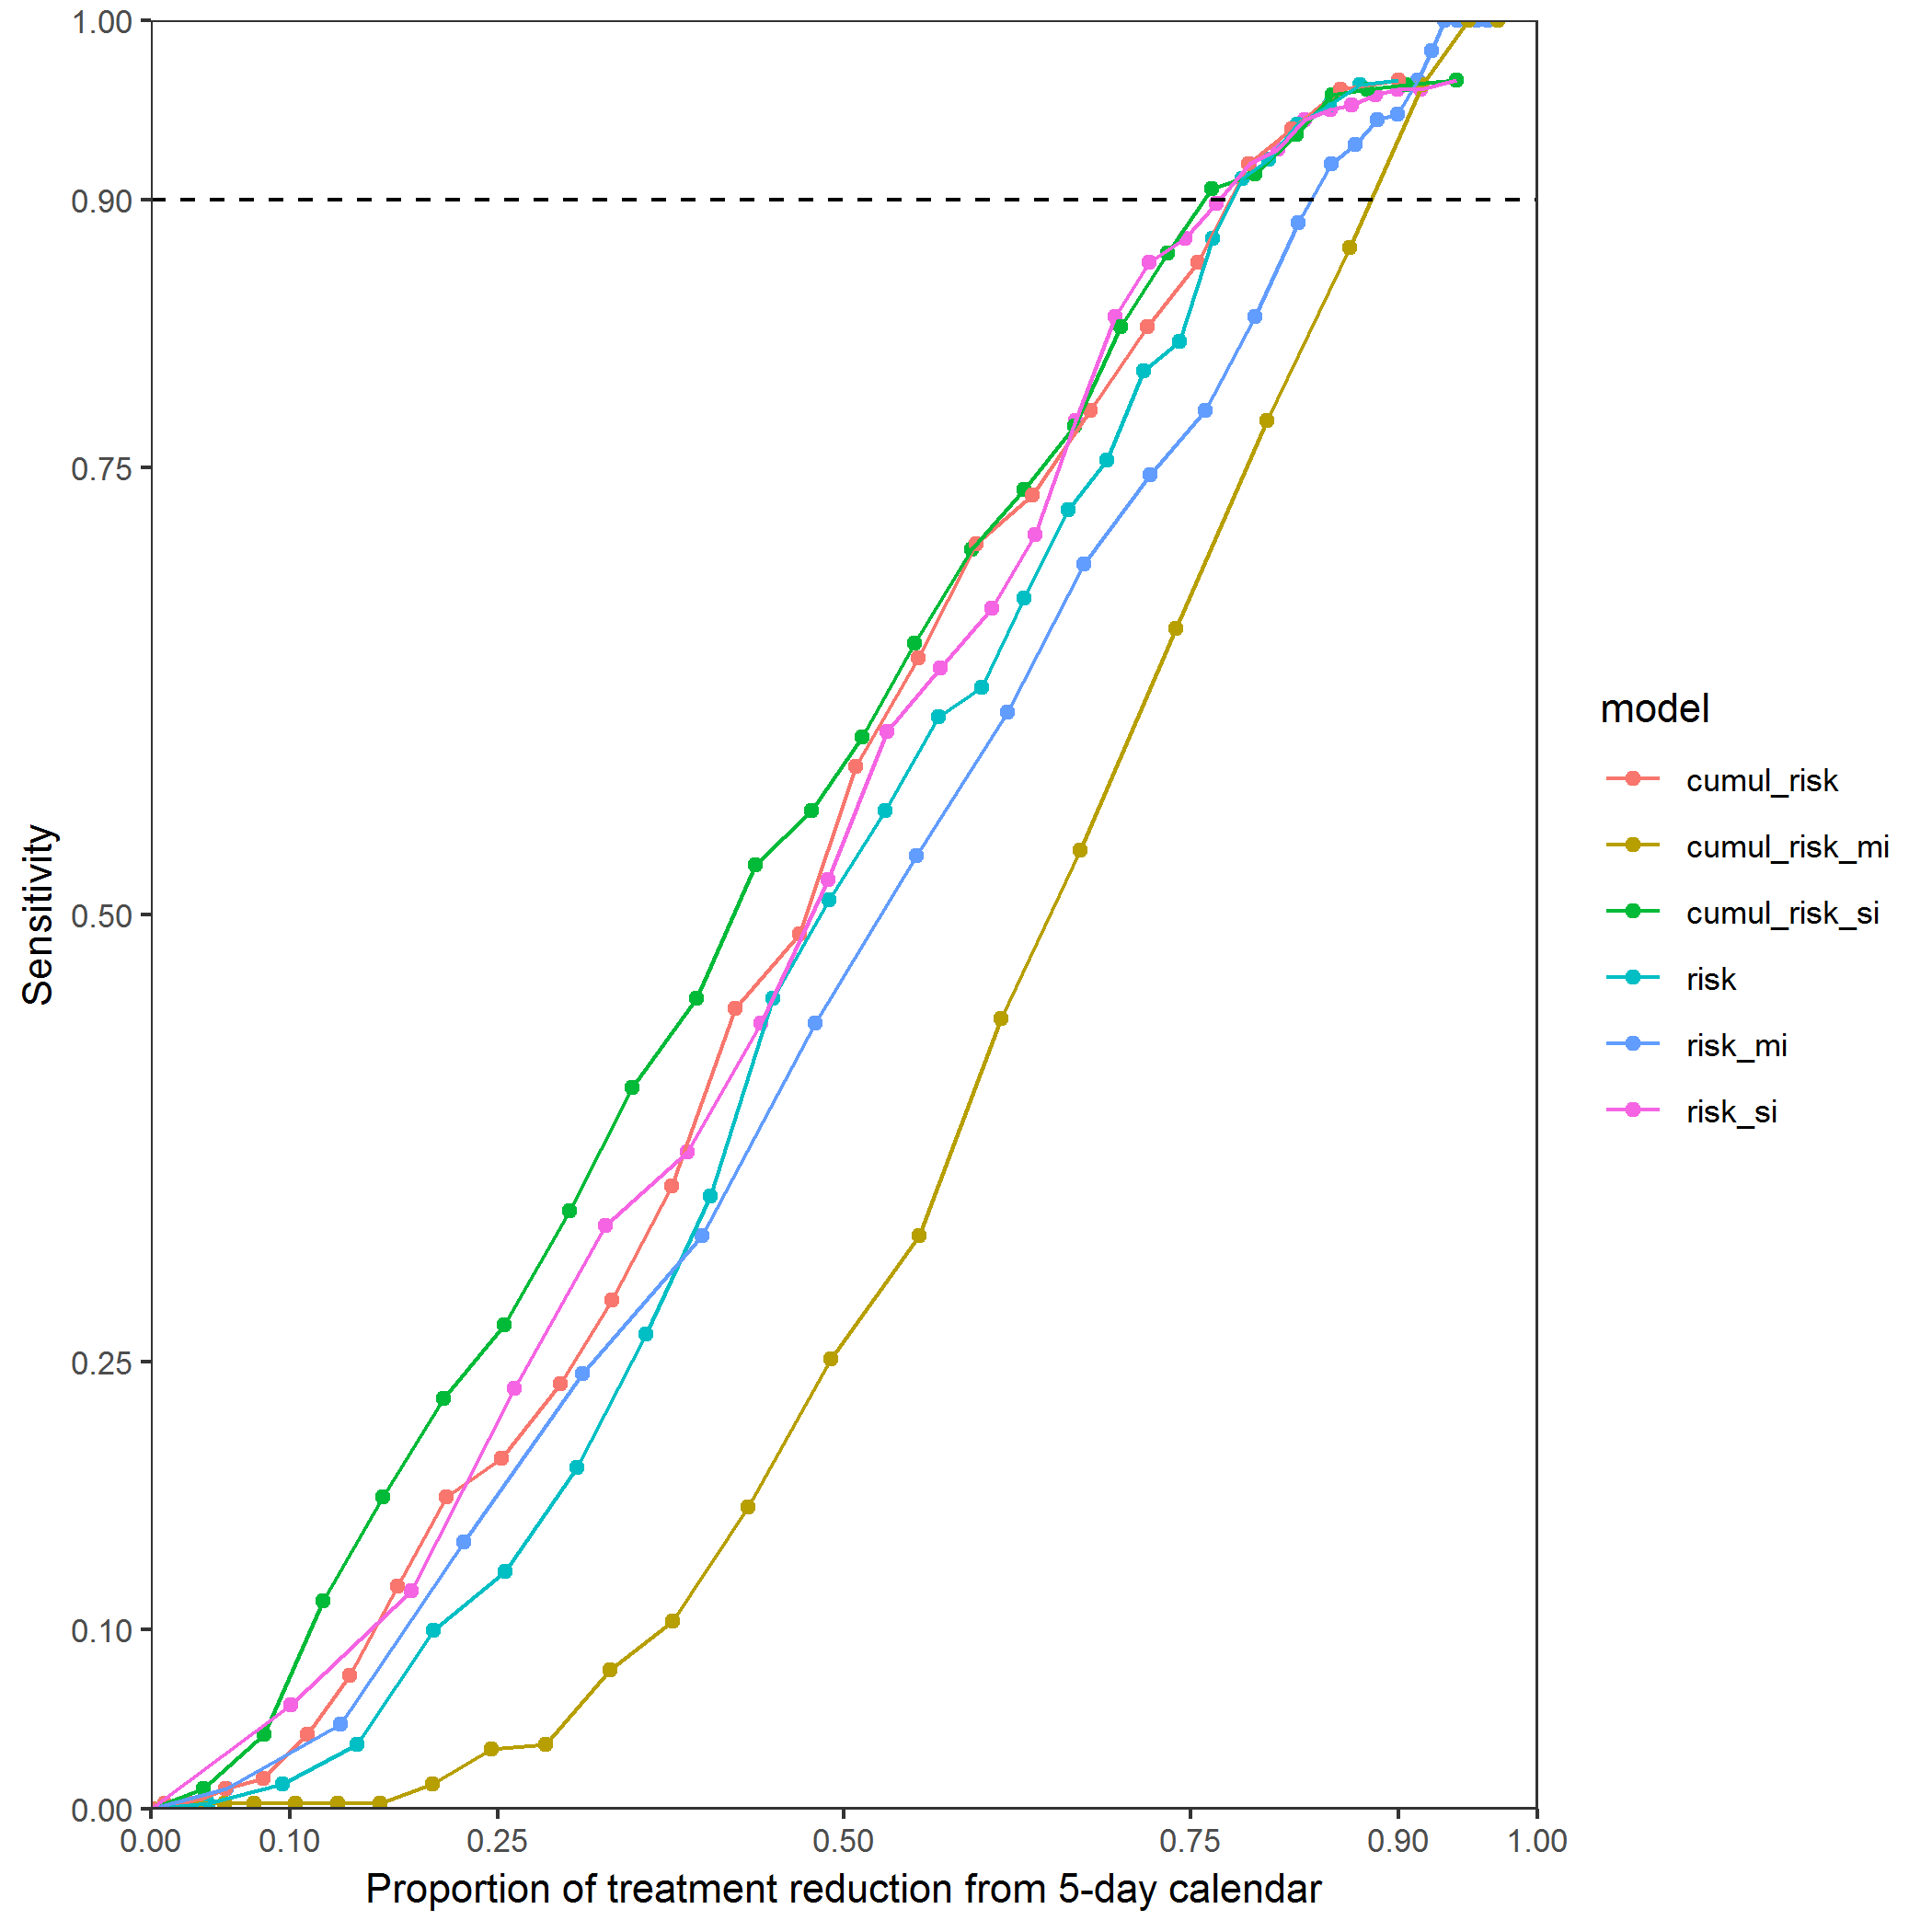 1.00
0.90
0.75
0.50
0.25
0.10
0.00
Sensitivity
0.00 0.10 0.25 0.50 0.75 0.90 1.00
Proportion of treatment reduction from 5-day calendar
model
cumul_risk
cumul_risk_mi
cumul_risk_si
risk
risk_mi
risk_si